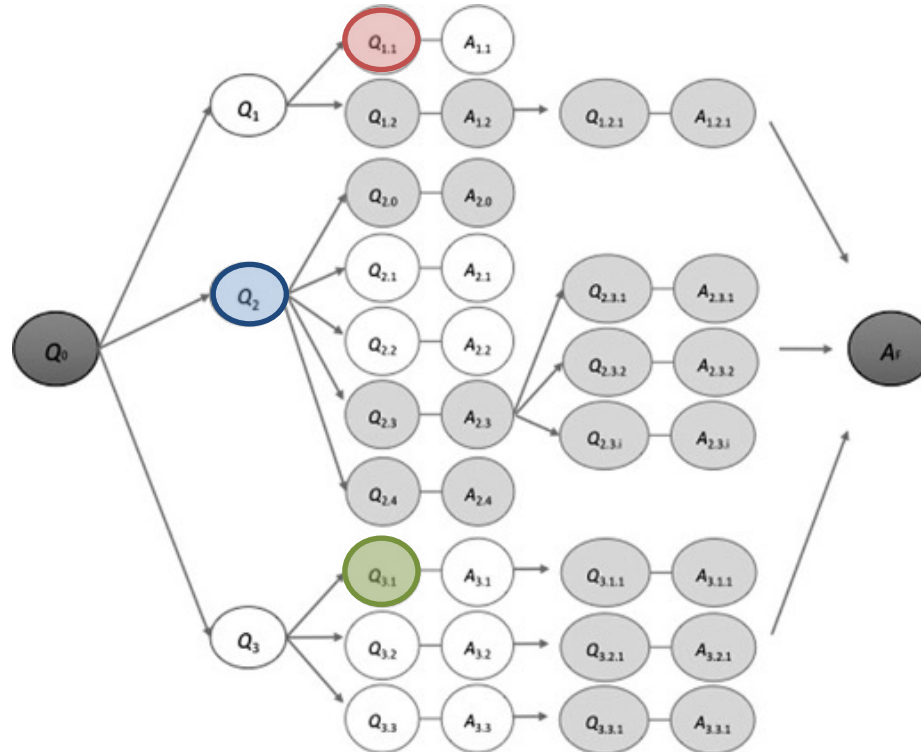 Q1.1 A1.1
Q1 Q1.2 A1.2 Q1.2.1 A1.2.1
Q2.0 A2.0
Q2.1 A2.1
Q2 Q2.3.1 A2.3.1
Q0 Q2.2 A2.2 Q2.3.2 A2.3.2 AF
Q2.3 A2.3 Q2.3.i A2.3.i
Q2.4 A2.4
Q3.1 A3.1 Q3.1.1 A3.1.1
Q3 Q3.2 A3.2 Q3.2.1 A3.2.1
Q3.3 A3.3 Q3.3.1 A3.3.1